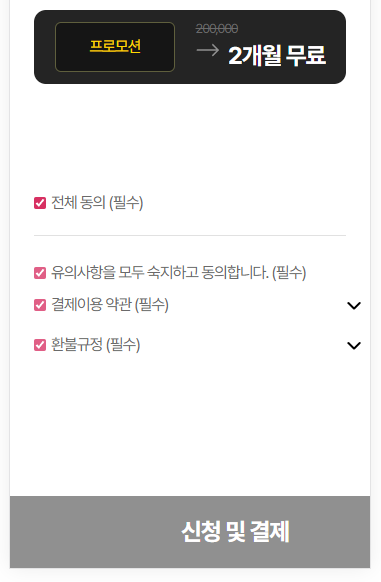 200,000
프로모션
→ 2개월 무료
전체 동의 (필수)
유의사항을 모두 숙지하고 동의합니다. (필수)
결제이용 약관 (필수)
환불규정 (필수)
신청 및 결제